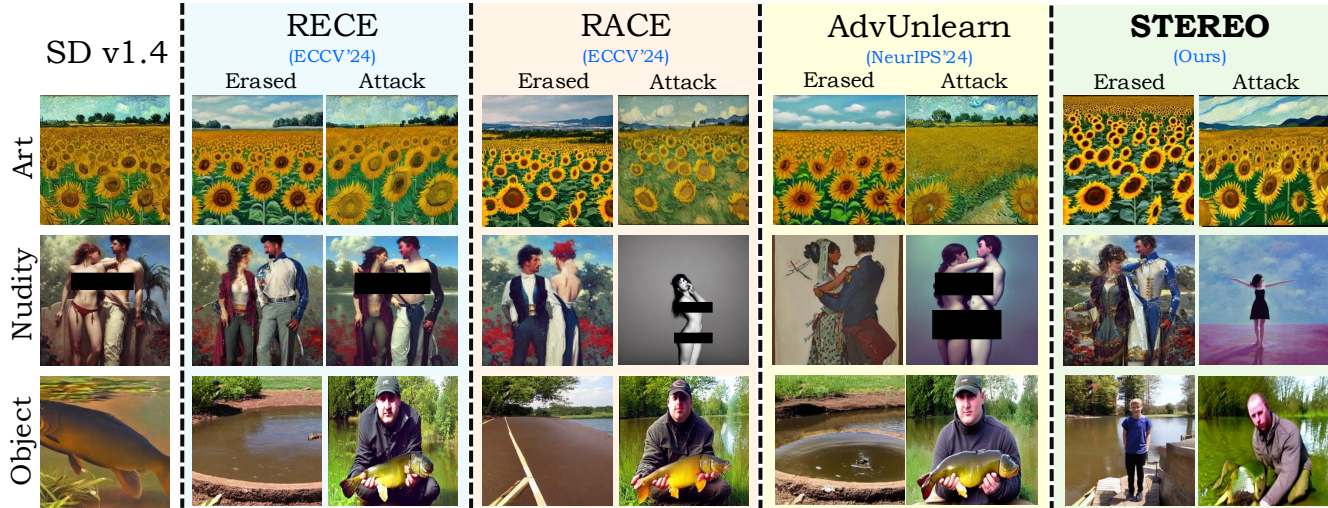 SD v1.4
RECE
(ECCV'24)
Erased Attack
RACE
(ECCV'24)
Erased Attack
AdvUnlearn
(NeurIPS'24)
Erased Attack
STEREO
(Ours)
Erased Attack
Art
Nudity
Object